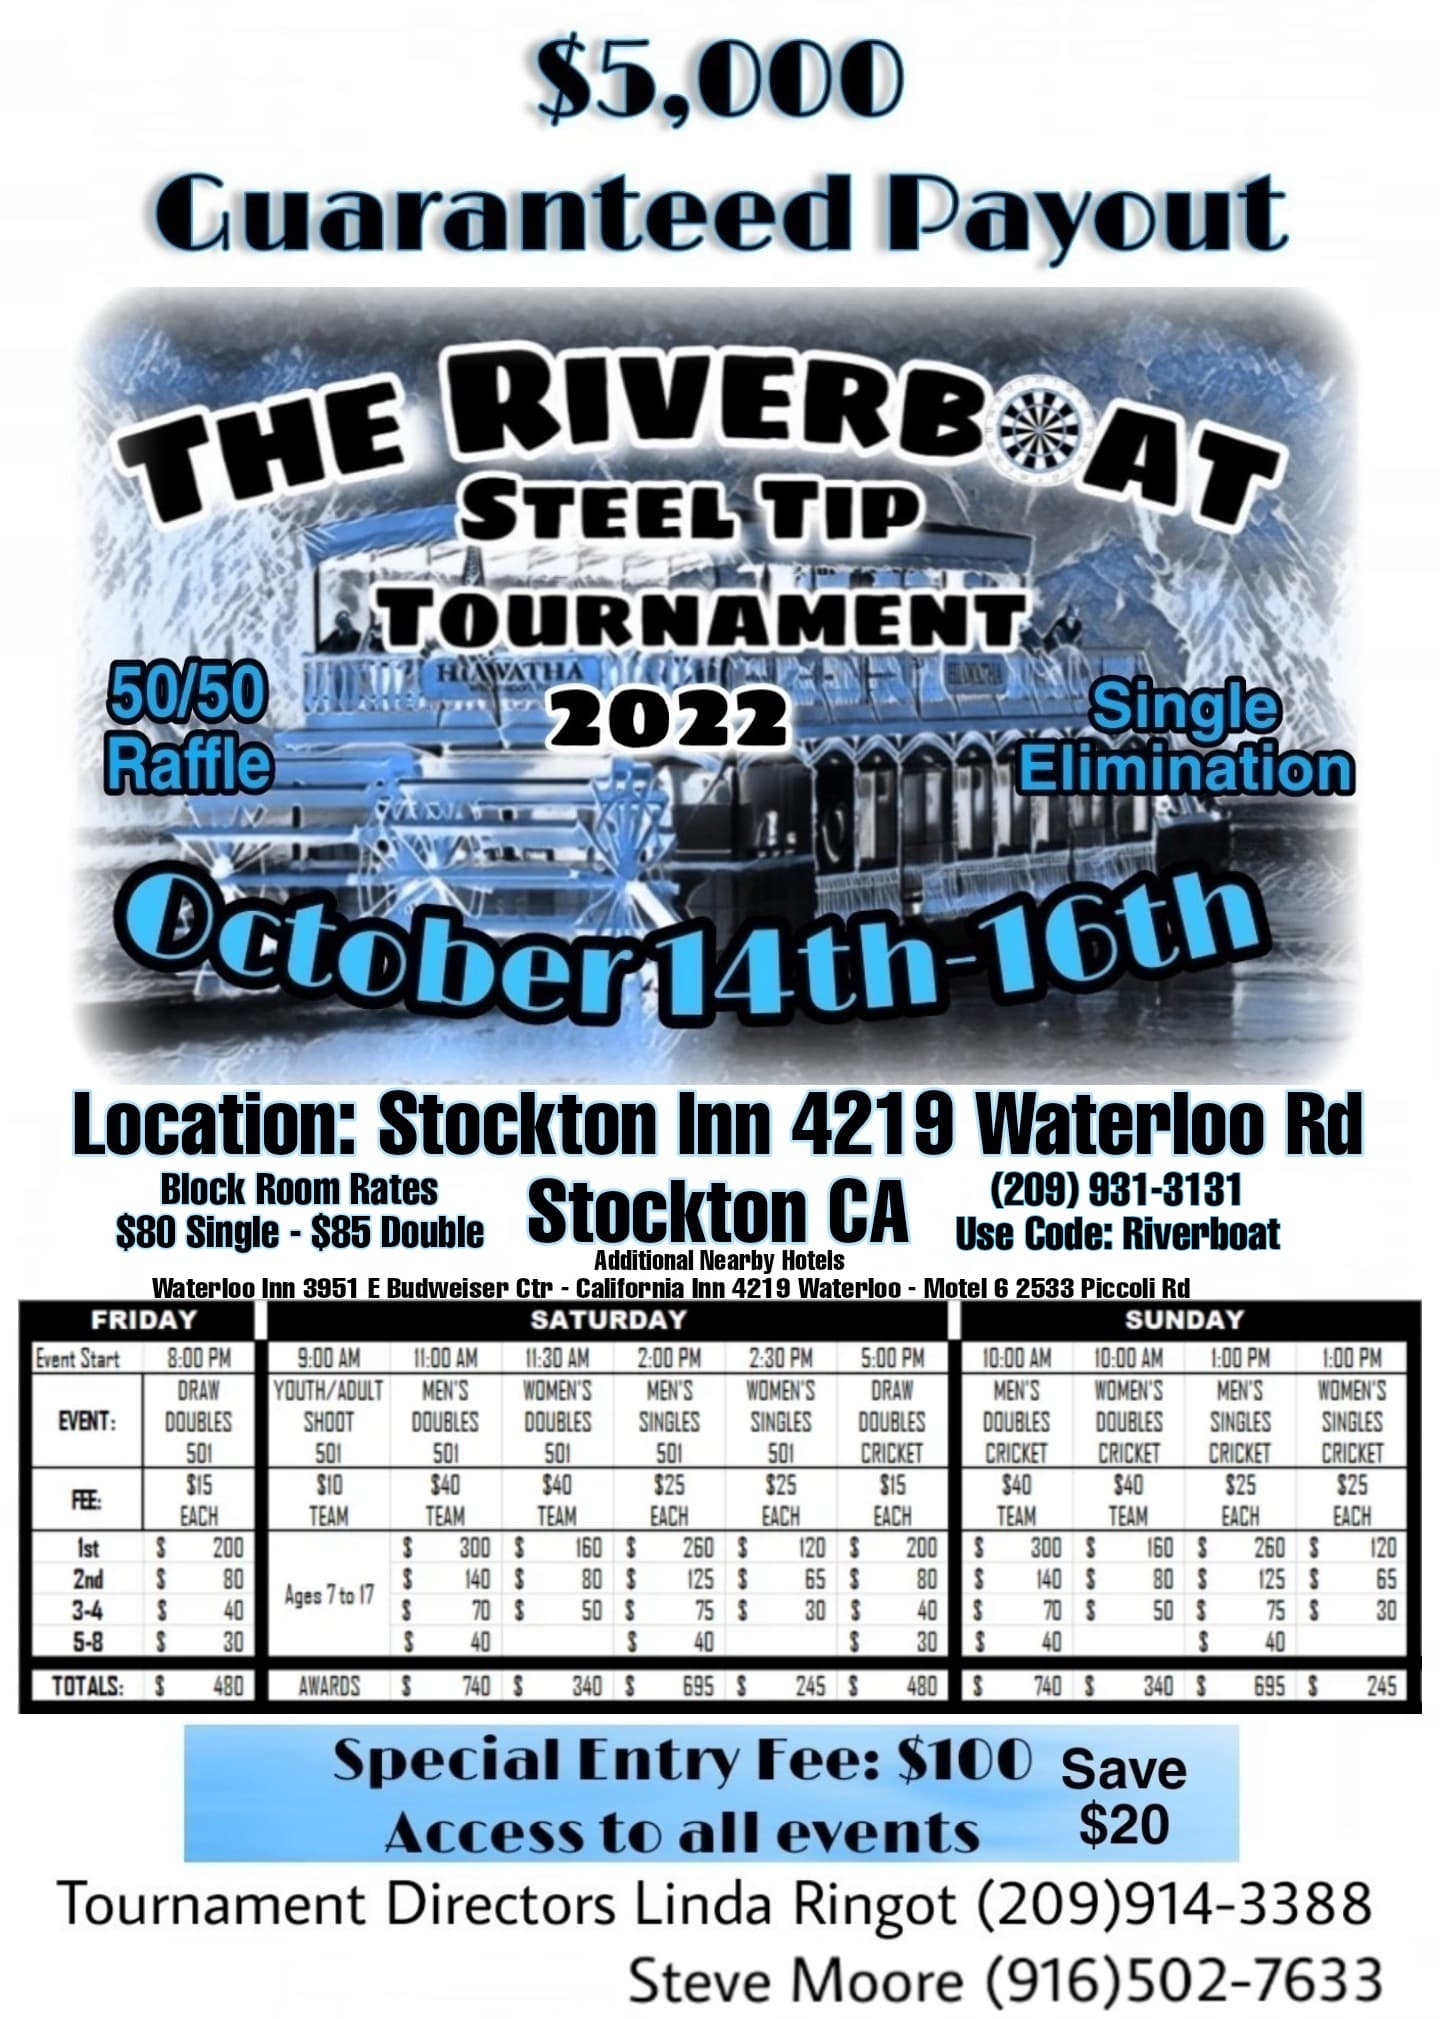 $5,000
Guaranteed Payout
THE RIVERBOAT
STEEL TIP
TOURNAMENT
HIAWATHA
HIAWATHA
2022
50/50
Raffle
Single
Elimination
October 14th-16th
Location: Stockton Inn 4219 Waterloo Rd
Stockton CA
Block Room Rates
$80 Single - $85 Double
(209) 931-3131
Use Code: Riverboat
Additional Nearby Hotels
Waterloo Inn 3951 E Budweiser Ctr - California Inn 4219 Waterloo - Motel 6 2533 Piccoli Rd
FRIDAY SATURDAY SUNDAY
Event Start 8:00 PM 9:00 AM 11:00 AM 11:30 AM 2:00 PM 2:30 PM 5:00 PM 10:00 AM 10:00 AM 1:00 PM 1:00 PM
DRAW YOUTH/ADULT MEN'S WOMEN'S MEN'S WOMEN'S DRAW MEN'S WOMEN'S MEN'S WOMEN'S
EVENT: DOUBLES SHOOT DOUBLES DOUBLES SINGLES SINGLES DOUBLES DOUBLES DOUBLES SINGLES SINGLES
501 501 501 501 501 501 CRICKET CRICKET CRICKET CRICKET CRICKET
FEE: $15 $10 $40 $40 $25 $25 $15 $40 $40 $25 $25
EACH TEAM TEAM TEAM EACH EACH EACH TEAM TEAM EACH EACH
1st $ 200 $ 300 $ 160 $ 260 $ 120 $ 200 $ 300 $ 160 $ 260 $ 120
2nd $ 80 Ages 7 to 17 $ 140 $ 80 $ 125 $ 65 $ 80 $ 140 $ 80 $ 125 $ 65
3-4 $ 40 $ 70 $ 50 $ 75 $ 30 $ 40 $ 70 $ 50 $ 75 $ 30
5-8 $ 30 $ 40 $ 40 $ 30 $ 40 $ 40
TOTALS: $ 480 AWARDS $ 740 $ 340 $ 695 $ 245 $ 480 $ 740 $ 340 $ 695 $ 245
Special Entry Fee: $100
Access to all events
Save
$20
Tournament Directors Linda Ringot (209)914-3388
Steve Moore (916)502-7633